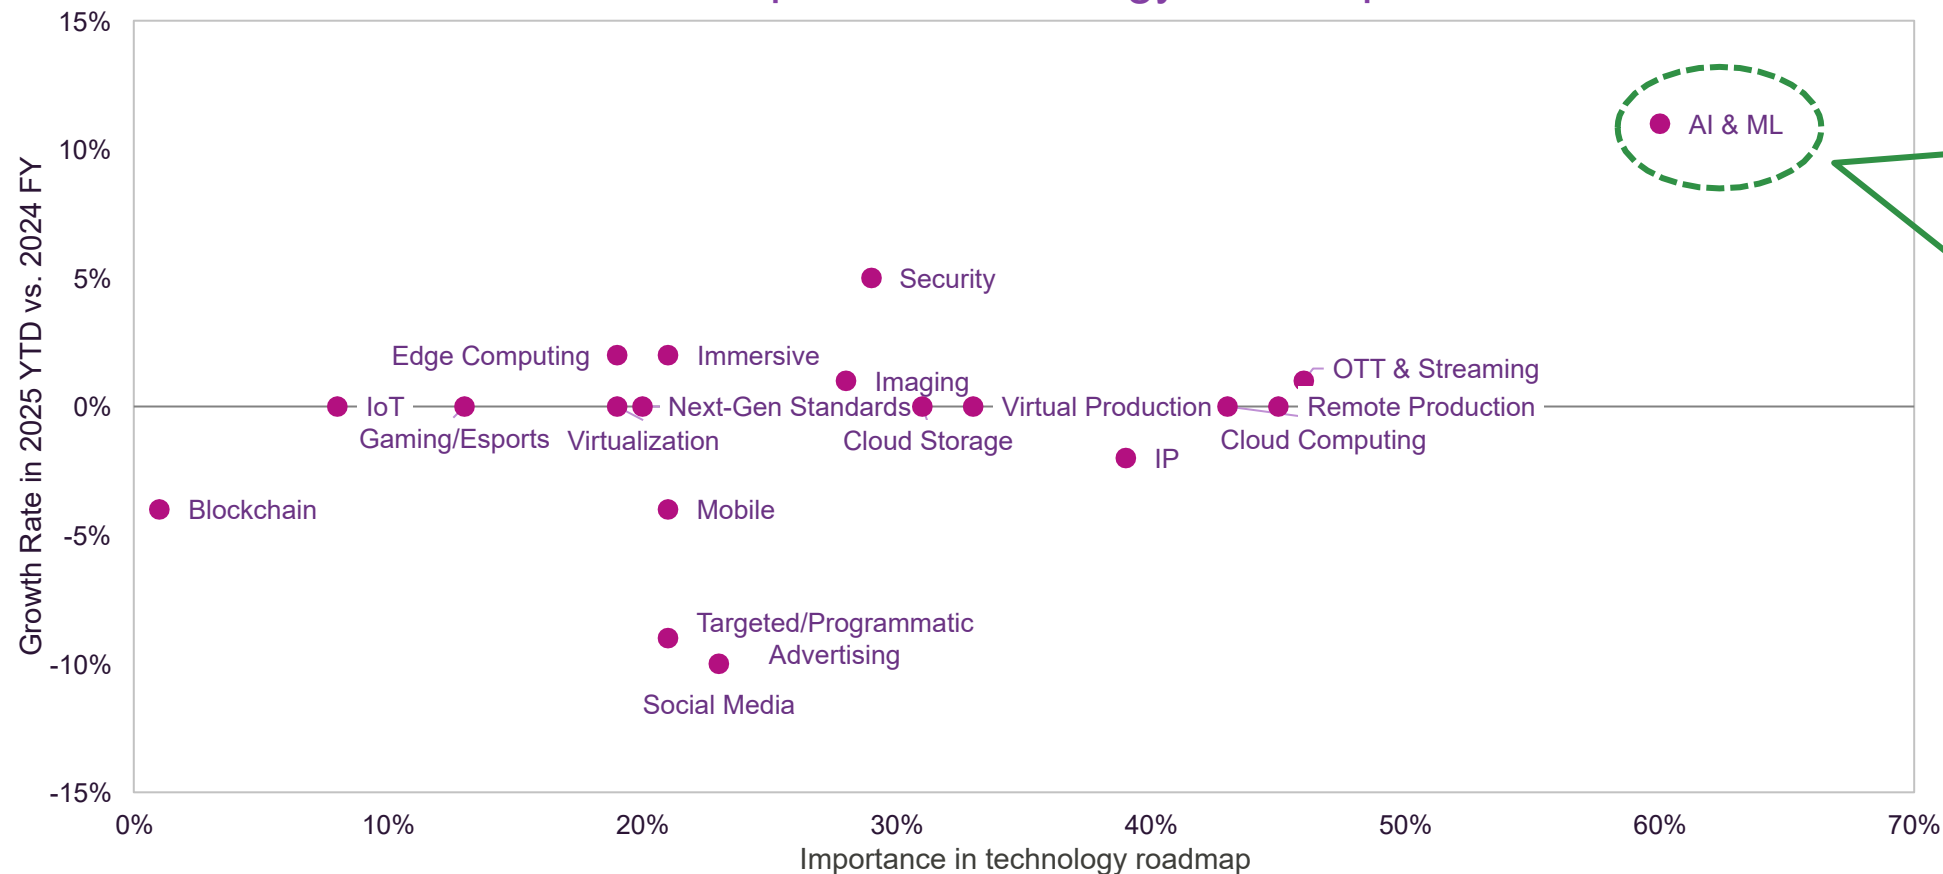 15%
10%
5%
0%
-5%
-10%
-15%
Growth Rate in 2025 YTD vs. 2024 FY
AI & ML
Security
Edge Computing
Immersive
Imaging
OTT & Streaming
IoT
Next-Gen Standards
Virtual Production
Remote Production
Gaming/Esports
Virtualization
Cloud Storage
Cloud Computing
IP
Blockchain
Mobile
Targeted/Programmatic
Advertising
Social Media
0%
10%
20%
30%
40%
50%
60%
70%
Importance in technology roadmap